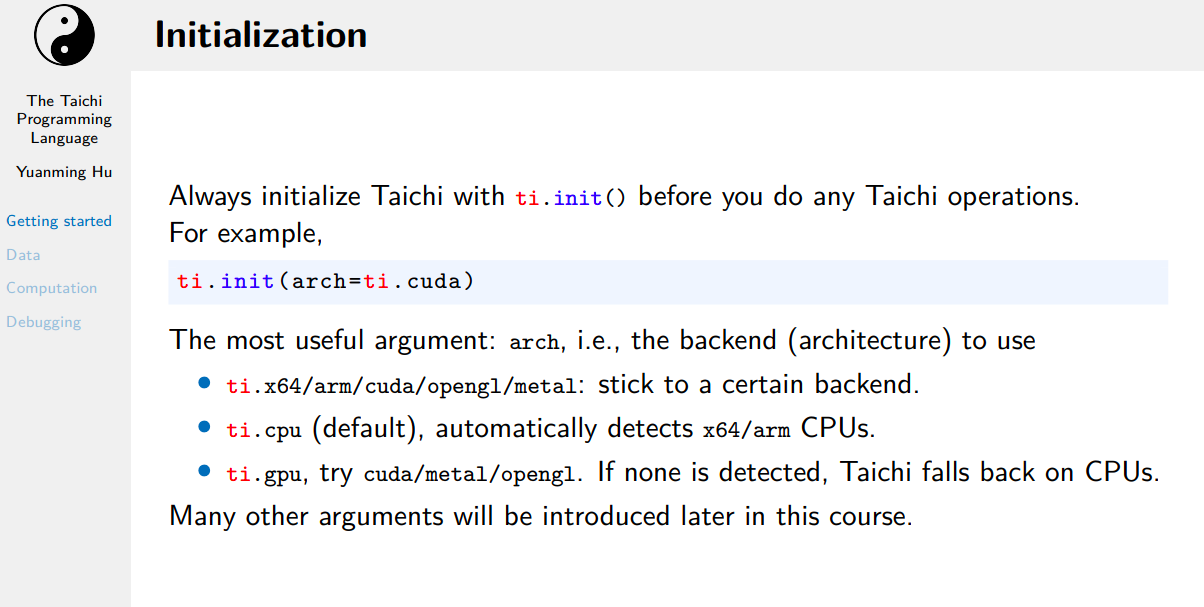 Initialization
The Taichi
Programming
Language
Yuanming Hu
Getting started
Data
Computation
Debugging
Always initialize Taichi with ti.init() before you do any Taichi operations.
For example,
ti.init(arch=ti.cuda)
The most useful argument: arch, i.e., the backend (architecture) to use
• ti.x64/arm/cuda/opengl/metal: stick to a certain backend.
• ti.cpu (default), automatically detects x64/arm CPUs.
• ti.gpu, try cuda/metal/opengl. If none is detected, Taichi falls back on CPUs.
Many other arguments will be introduced later in this course.